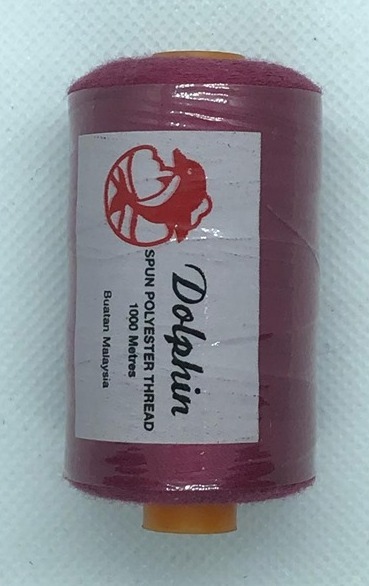 Dolphin
SPUN POLYESTER THREAD
1000 Metres
Buatan Malaysia